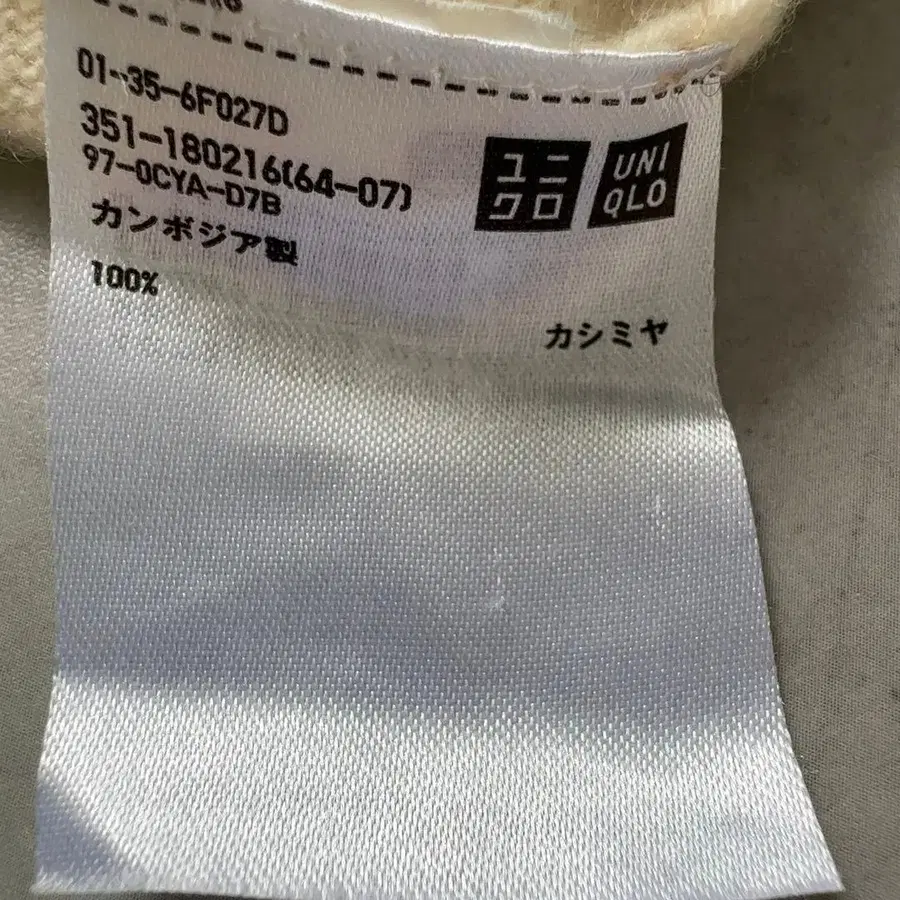 01-35-6F027D
351-180216(64-07)
97-0CYA-D7B
カンボジア製
ユニ
クロ
UNI
QLO
100%
カシミヤ